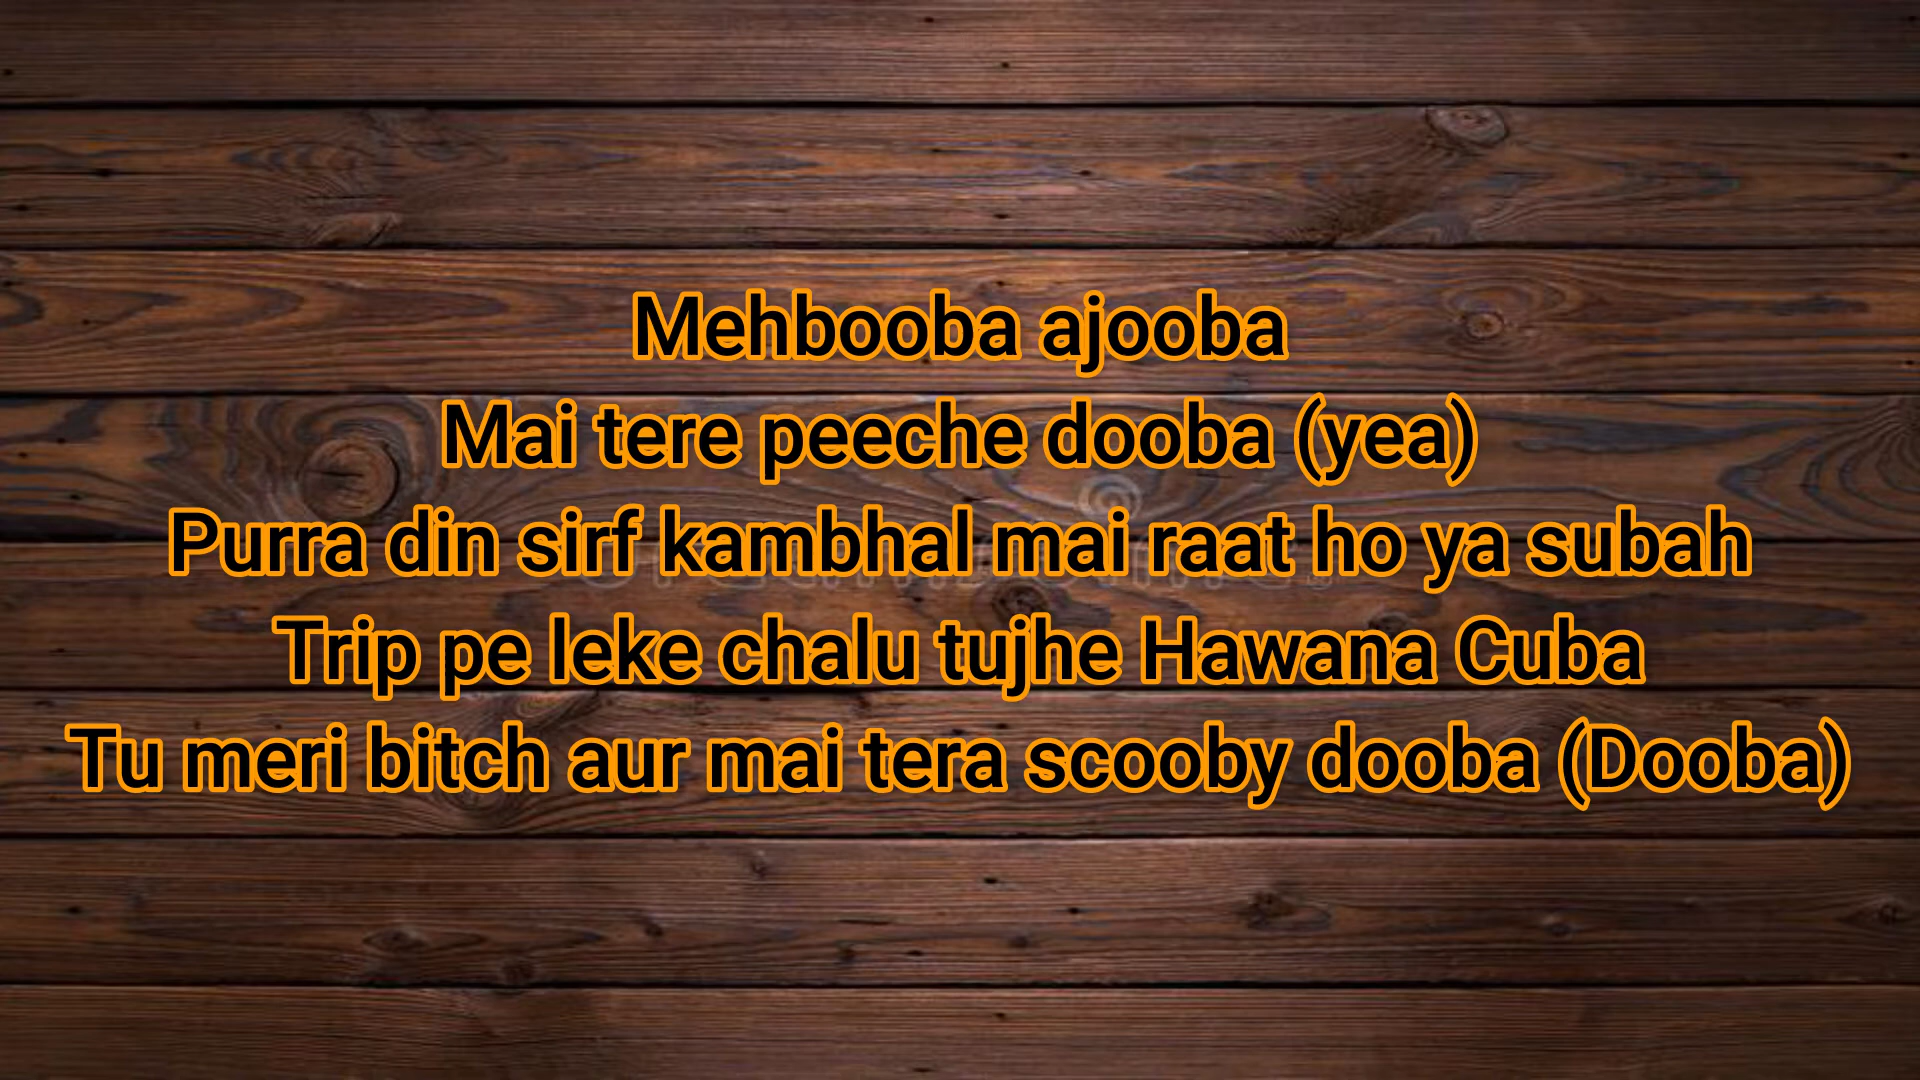 Mehbooba ajooba
Mai tere peeche dooba (yea)
Purra din sirf kambhal mai raat ho ya subah
Trip pe leke chalu tujhe Hawana Cuba
Tu meri bitch aur mai tera scooby dooba (Dooba)